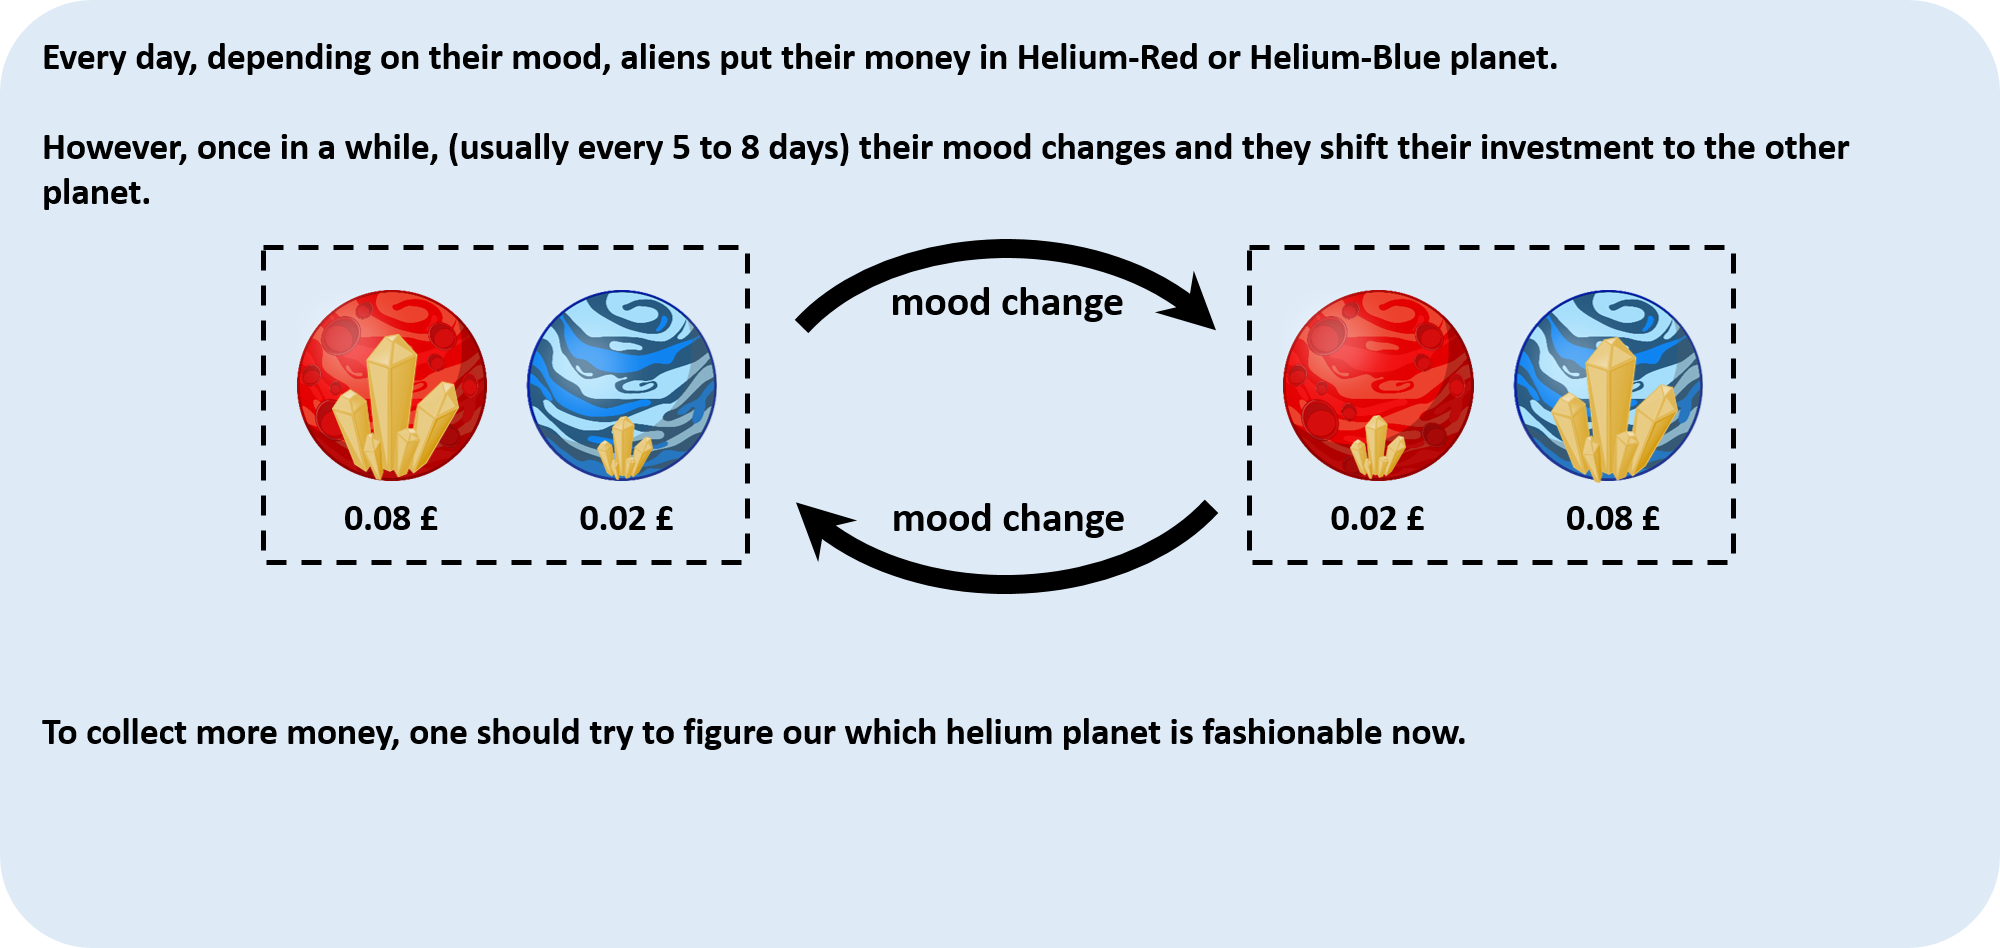 Every day, depending on their mood, aliens put their money in Helium-Red or Helium-Blue planet.
However, once in a while, (usually every 5 to 8 days) their mood changes and they shift their investment to the other
planet.
mood change
0.08 £ 0.02 £
mood change
0.02 £ 0.08 £
To collect more money, one should try to figure our which helium planet is fashionable now.